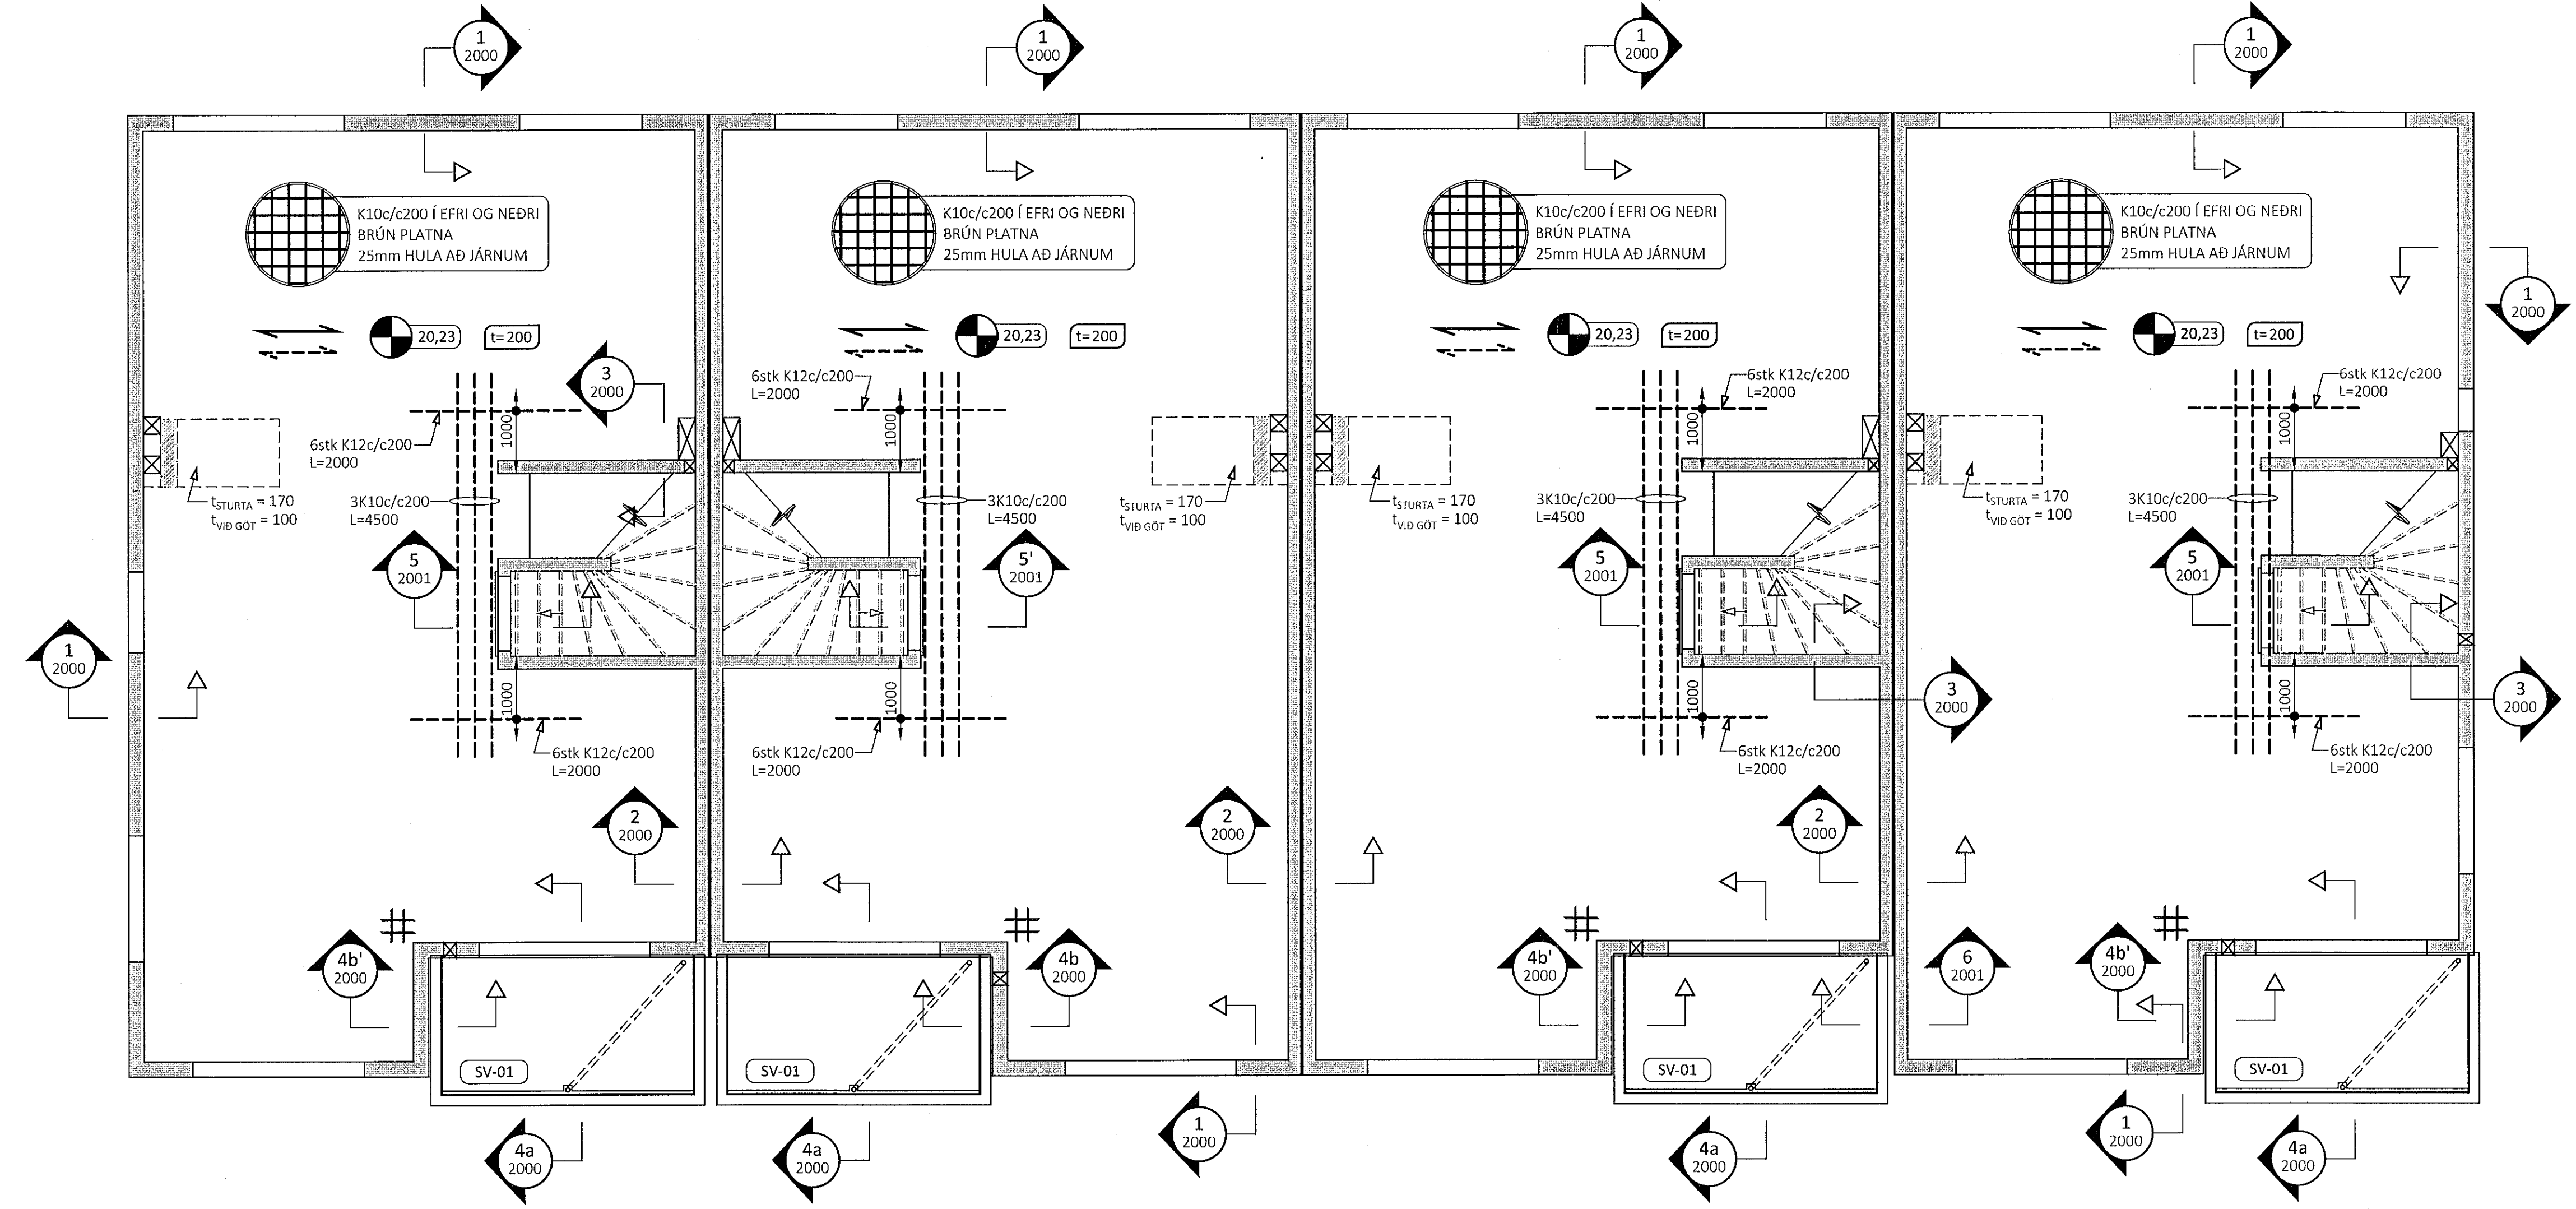 1
2000
1
2000
1
2000
1
2000
K10c/c200 Í EFRI OG NEÐRI
BRÚN PLATNA
25mm HULA AÐ JÁRNUM
K10c/c200 Í EFRI OG NEÐRI
BRÚN PLATNA
25mm HULA AÐ JÁRNUM
K10c/c200 Í EFRI OG NEÐRI
BRÚN PLATNA
25mm HULA AÐ JÁRNUM
K10c/c200 Í EFRI OG NEÐRI
BRÚN PLATNA
25mm HULA AÐ JÁRNUM
1
2000
20,23
t=200
20,23
t=200
20,23
t=200
20,23
t=200
3
2000
6stk K12c/c200
L=2000
1000
6stk K12c/c200
L=2000
1000
6stk K12c/c200
L=2000
1000
6stk K12c/c200
L=2000
1000
tSTURTA = 170
tVIÐ GÖT = 100
3K10c/c200
L=4500
3K10c/c200
L=4500
tSTURTA = 170
tVIÐ GÖT = 100
tSTURTA = 170
tVIÐ GÖT = 100
3K10c/c200
L=4500
tSTURTA = 170
tVIÐ GÖT = 100
3K10c/c200
L=4500
5
2001
5'
2001
5
2001
5
2001
1
2000
1000
1000
1000
1000
3
2000
3
2000
6stk K12c/c200
L=2000
6stk K12c/c200
L=2000
6stk K12c/c200
L=2000
6stk K12c/c200
L=2000
2
2000
2
2000
2
2000
4b'
2000
4b
2000
4b'
2000
6
2001
4b'
2000
SV-01
SV-01
SV-01
SV-01
4a
2000
4a
2000
1
2000
4a
2000
1
2000
4a
2000